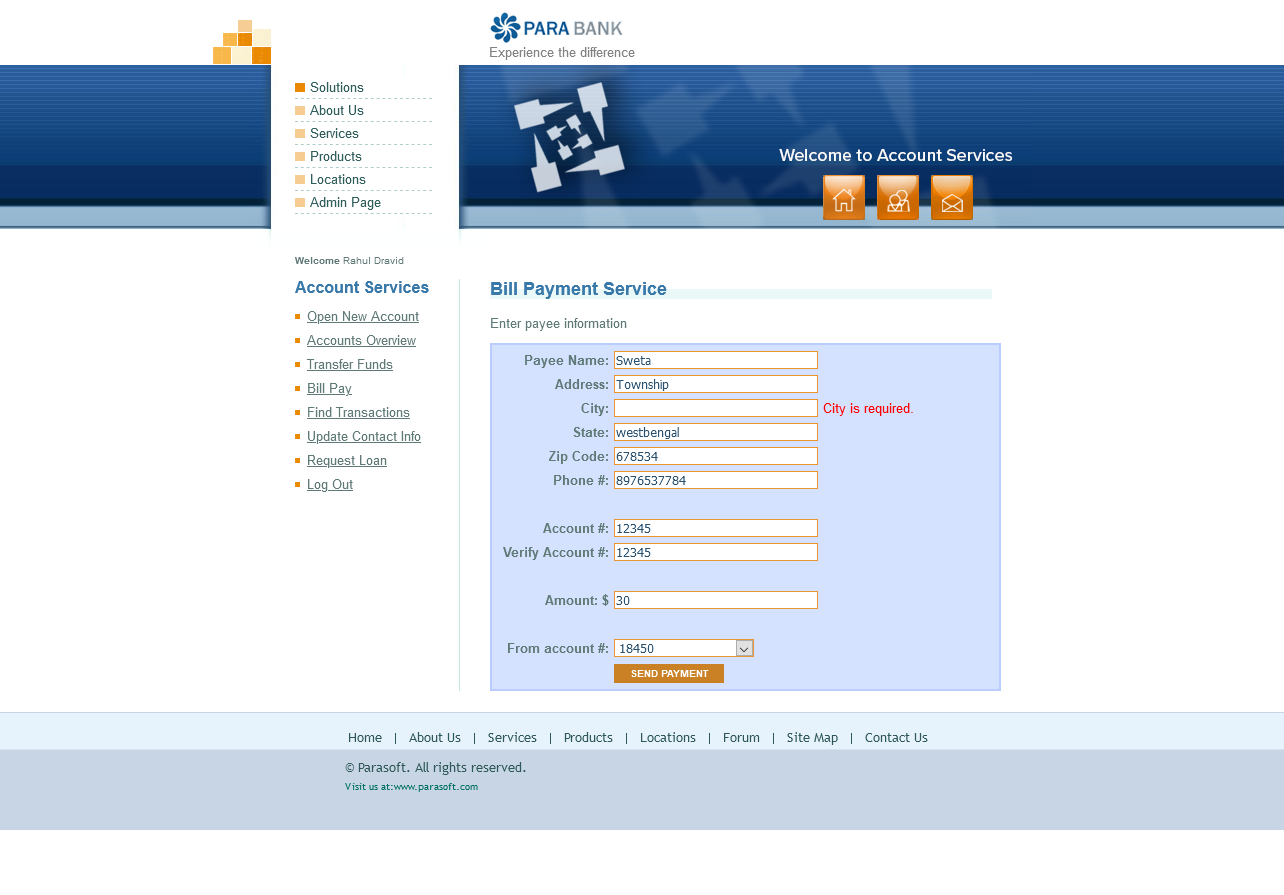 PARA BANK
Experience the difference
Solutions
About Us
Services
Products
Locations
Admin Page
Welcome to Account Services
Welcome Rahul Dravid
Account Services
Open New Account
Accounts Overview
Transfer Funds
Bill Pay
Find Transactions
Update Contact Info
Request Loan
Log Out
Bill Payment Service
Enter payee information
Payee Name: Sweta
Address: Township
City: City is required.
State: westbengal
Zip Code: 678534
Phone #: 8976537784
Account #: 12345
Verify Account #: 12345
Amount: $ 30
From account #: 18450
SEND PAYMENT
Home | About Us | Services | Products | Locations | Forum | Site Map | Contact Us
© Parasoft. All rights reserved.
Visit us at:www.parasoft.com